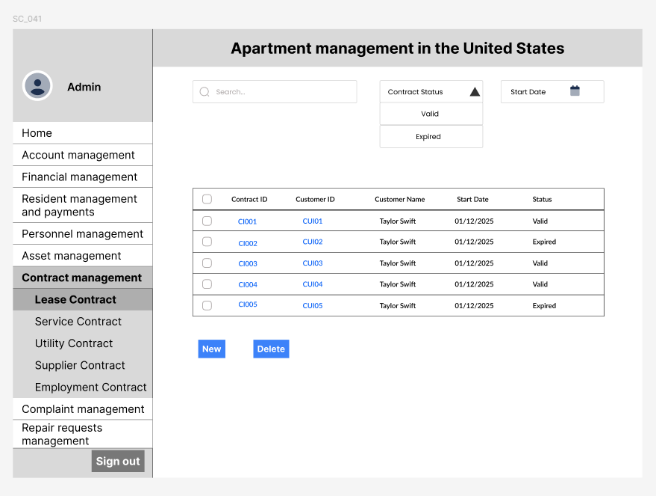 SC_041
Apartment management in the United States
Admin
Search...
Contract Status
Start Date
Valid
Expired
Home
Account management
Financial management
Resident management
and payments
Personnel management
Asset management
Contract management
Lease Contract
Service Contract
Utility Contract
Supplier Contract
Employment Contract
Complaint management
Repair requests
management
Sign out
Contract ID Customer ID Customer Name Start Date Status
CI001 CUI01 Taylor Swift 01/12/2025 Valid
CI002 CUI02 Taylor Swift 01/12/2025 Expired
CI003 CUI03 Taylor Swift 01/12/2025 Valid
CI004 CUI04 Taylor Swift 01/12/2025 Valid
CI005 CUI05 Taylor Swift 01/12/2025 Expired
New Delete